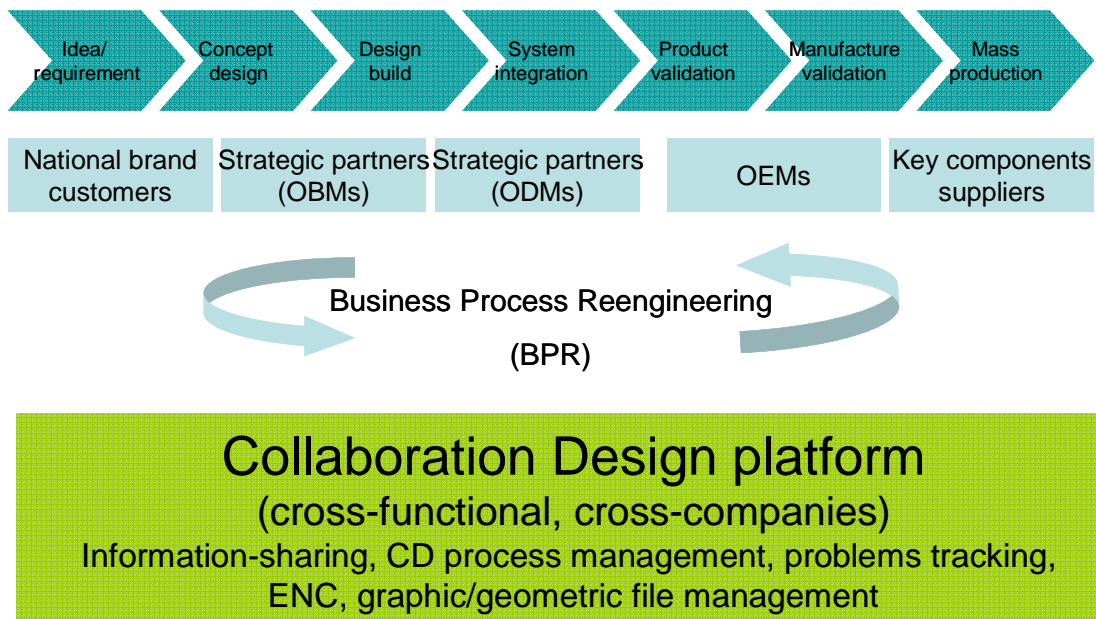 Idea/
requirement
Concept
design
Design
build
System
integration
Product
validation
Manufacture
validation
Mass
production
National brand
customers
Strategic partners
(OBMs)
Strategic partners
(ODMs)
OEMs
Key components
suppliers
Business Process Reengineering
(BPR)
Collaboration Design platform
(cross-functional, cross-companies)
Information-sharing, CD process management, problems tracking,
ENC, graphic/geometric file management